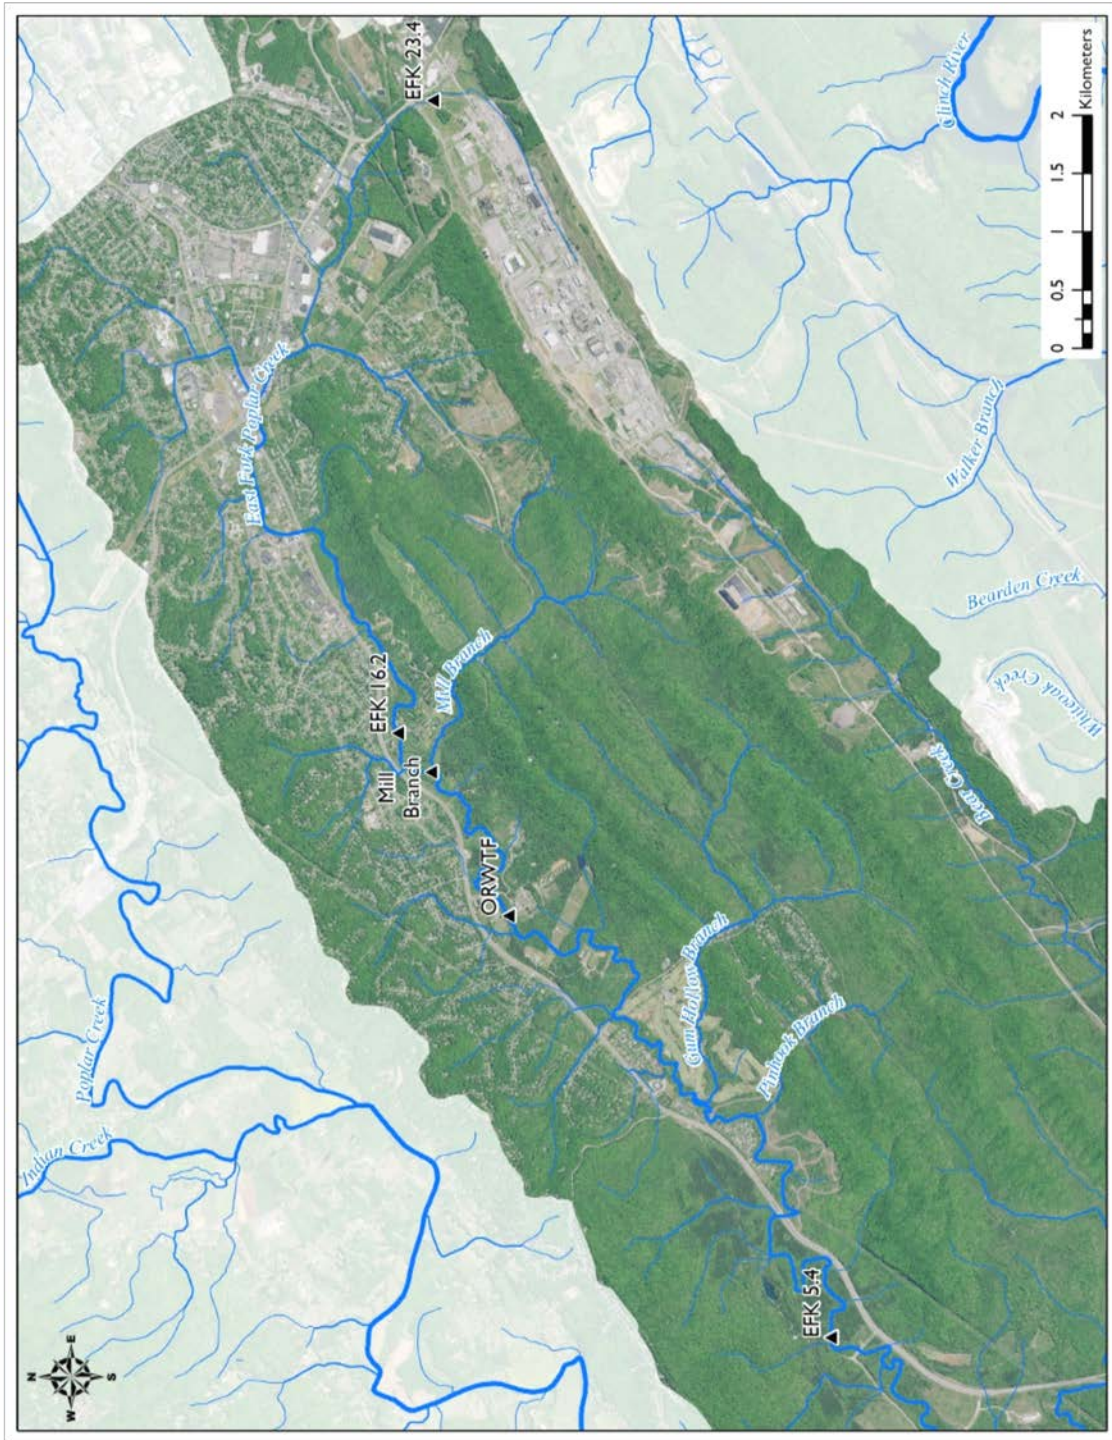 N
W
E
S
Indian Creek
Poplar Creek
East Fork Poplar Creek
EFK 23.4
EFK 16.2
Mill
Branch
Mill Branch
ORWTF
Gum Hollow Branch
Pinhook Branch
EFK 5.4
Bear Creek
Whiteoak Creek
Bearden Creek
Walker Branch
Clinch River
0 0.5 1 1.5 2
Kilometers